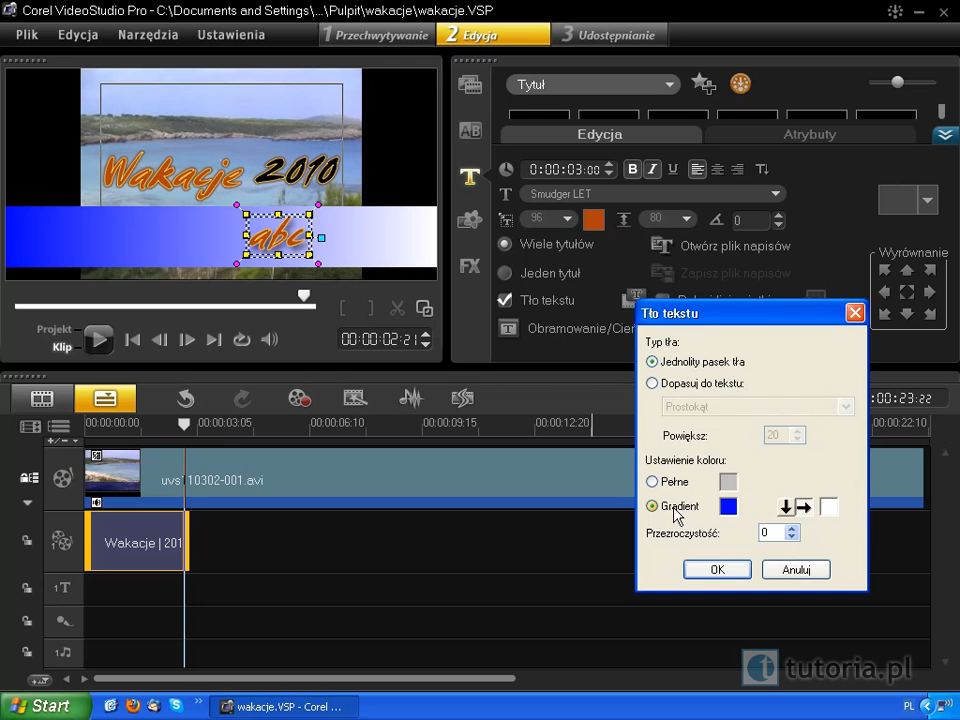 Corel VideoStudio Pro - C:\Documents and Settings\...\Pulpit\wakacje\wakacje.VSP
Plik Edycja Narzędzia Ustawienia
1 Przechwytywanie 2 Edycja 3 Udostępnianie
Tytuł
Wakacje 2010
abc
Edycja Atrybuty
AB
T
FX
0:00:03:00 B I U
Smudger LET
96 80 0
Wiele tytułów
Otwórz plik napisów
Jeden tytuł
Zapisz plik napisów
Tło tekstu
Obramowanie/Cień
Wyrównanie
Projekt
Klip
00:00:02:21
Tło tekstu
Typ tła:
Jednolity pasek tła
Dopasuj do tekstu:
Prostokąt
Powiększ: 20
Ustawienie koloru:
Pełne
Gradient
Przezroczystość: 0
OK Anuluj
00:00:00:00 00:00:03:05 00:00:06:10 00:00:09:15 00:00:12:20 00:22:10
0:00:23:22
uvs110302-001.avi
Wakacje | 201
1T
1♫
tutoria.pl
Start
wakacje.VSP - Corel ...
PL